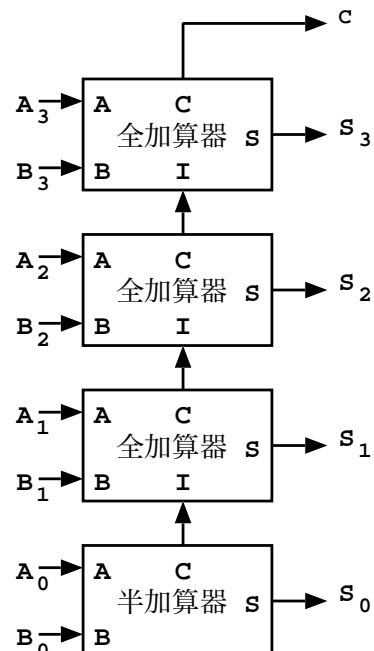 C
A3 A C
全加算器 S S3
B3 B I
A2 A C
全加算器 S S2
B2 B I
A1 A C
全加算器 S S1
B1 B I
A0 A C
半加算器 S S0
B0 B